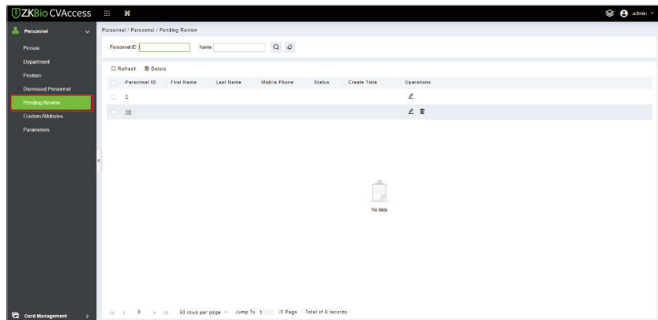 ZKBio CVAccess
admin
Personnel
Personnel / Personnel / Pending Review
Person
Personnel ID
Name
Department
Position
Refresh Delete
Dismissed Personnel
Personnel ID First Name Last Name Mobile Phone Status Create Time Operations
Pending Review
1
Custom Attributes
Parameters
No data
Card Management
50 rows per page Jump To 1 /0 Page Total of 0 records